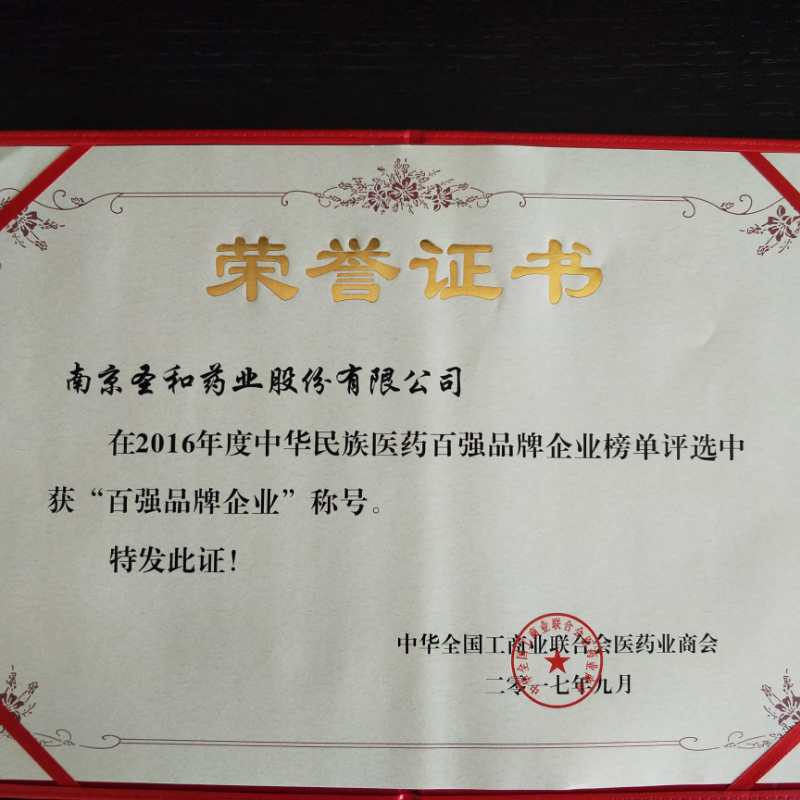 荣誉证书
南京圣和药业股份有限公司
在2016年度中华民族医药百强品牌企业榜单评选中
获“百强品牌企业”称号。
特发此证!
中华全国工商业联合会医药业商会
二零一七年九月